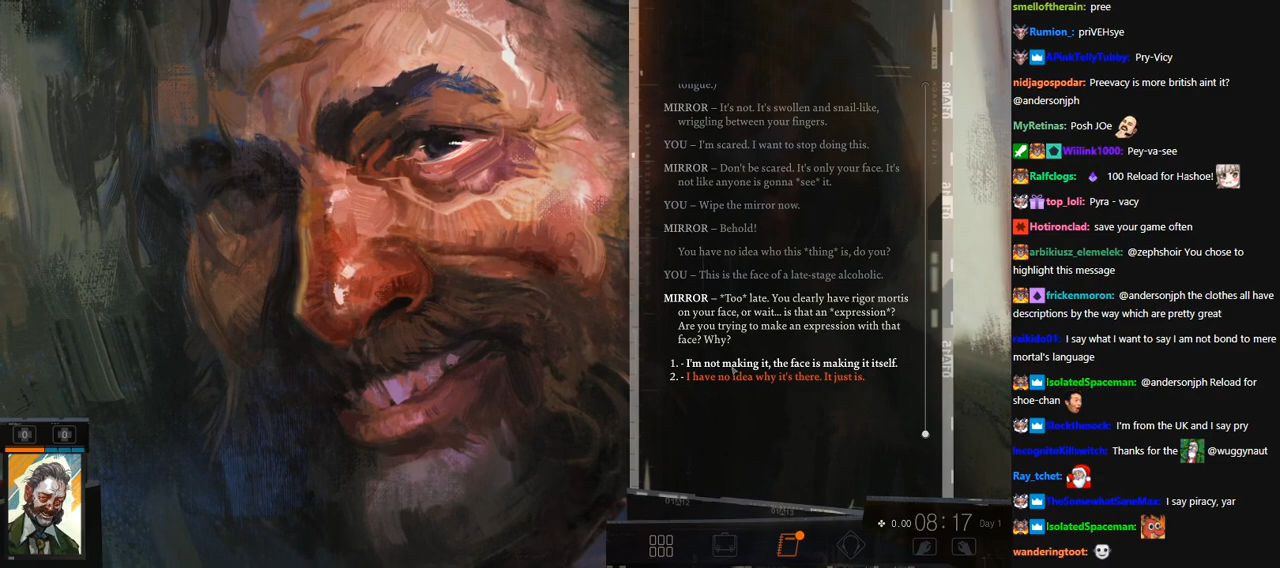 tongue.)
MIRROR – It's not. It's swollen and snail-like,
wriggling between your fingers.
YOU – I'm scared. I want to stop doing this.
MIRROR – Don't be scared. It's only your face. It's
not like anyone is gonna *see* it.
YOU – Wipe the mirror now.
MIRROR – Behold!
You have no idea who this *thing* is, do you?
YOU – This is the face of a late-stage alcoholic.
MIRROR – *Too* late. You clearly have rigor mortis
on your face, or wait... is that an *expression*?
Are you trying to make an expression with that
face? Why?
1. - I'm not making it, the face is making it itself.
2. - I have no idea why it's there. It just is.
0 0
0.00 08:17 Day 1
smelloftherain: pree
Rumion_: priVEHsye
APinkTellyTubby: Pry-Vicy
nidjagospodar: Preevacy is more british aint it?
@andersonjph
MyRetinas: Posh JOe
Wiilink1000: Pey-va-see
Ralfclogs: 100 Reload for Hashoe!
top_loli: Pyra - vacy
Hotironclad: save your game often
arbikiusz_elemelek: @zephshoir You chose to
highlight this message
frickenmoron: @andersonjph the clothes all have
descriptions by the way which are pretty great
I say what I want to say I am not bond to mere
mortal's language
IsolatedSpaceman: @andersonjph Reload for
shoe-chan
I'm from the UK and I say pry
IncognitoKillswitch: Thanks for the @wuggynaut
Ray_tchet:
TheSomewhatSaneMax: I say piracy, yar
IsolatedSpaceman:
wanderingtoot: